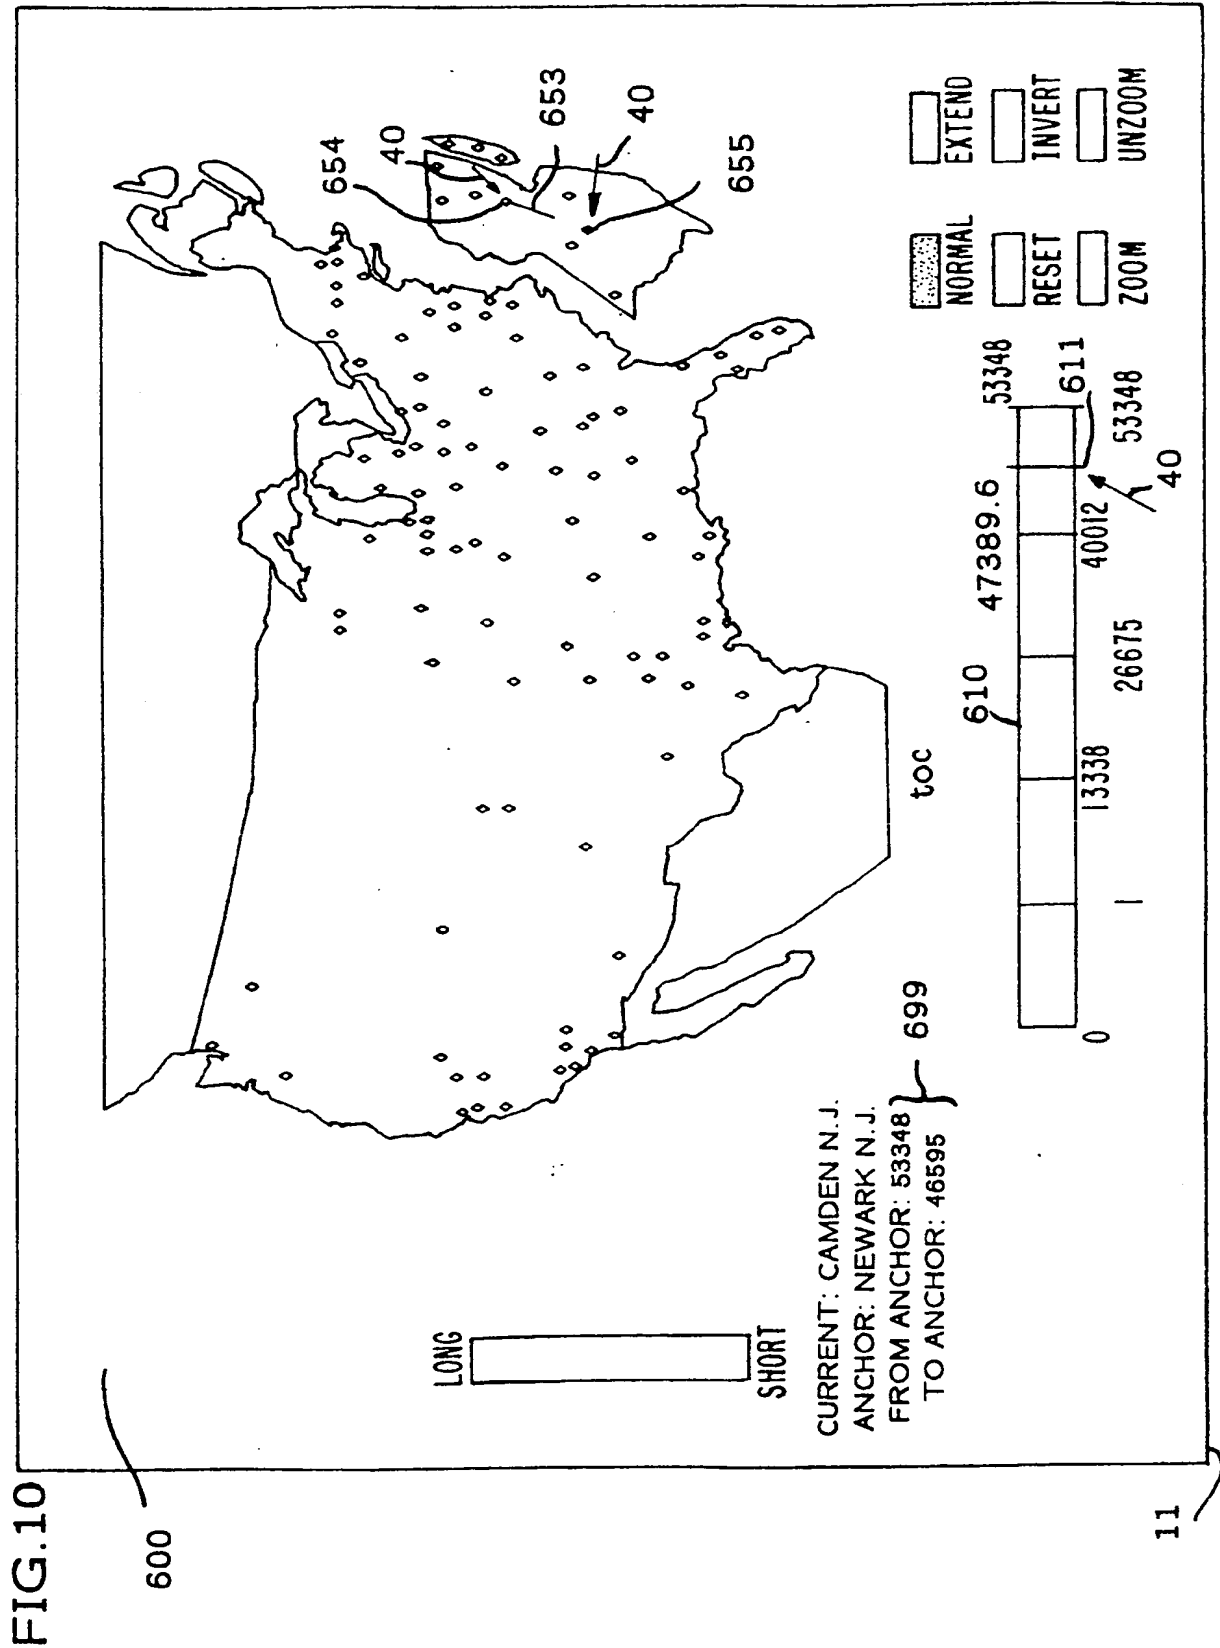 FIG.10
600
11
654
40
653
40
655
LONG
SHORT
toc
CURRENT: CAMDEN N.J.
ANCHOR: NEWARK N.J.
FROM ANCHOR: 53348
TO ANCHOR: 46595
699
610
47389.6
53348
611
0
1
13338
26675
40012
53348
40
NORMAL
EXTEND
RESET
INVERT
ZOOM
UNZOOM